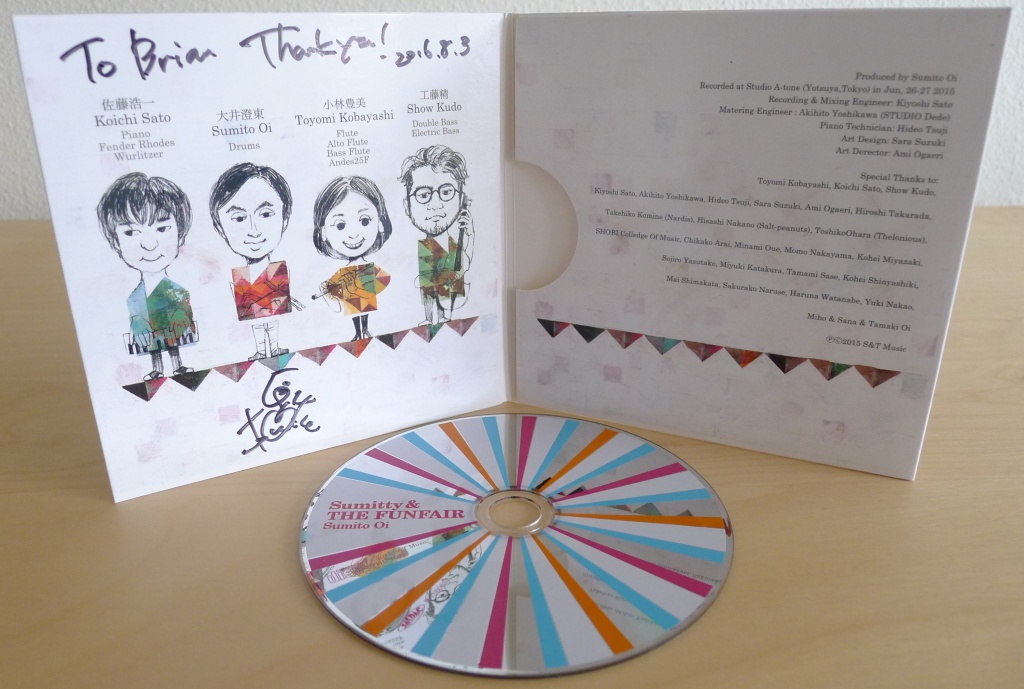 To Brian Thank you! 2016.8.3
佐藤浩一
Koichi Sato
Piano
Fender Rhodes
Wurlitzer
大井澄東
Sumito Oi
Drums
小林豊美
Toyomi Kobayashi
Flute
Alto Flute
Bass Flute
Andes25F
工藤精
Show Kudo
Double Bass
Electric Bass
Produced by Sumito Oi
Recorded at Studio A-tone (Yotsuya,Tokyo) in Jun, 26-27 2015
Recording & Mixing Engineer: Kiyoshi Sato
Matering Engineer : Akihito Yoshikawa (STUDIO Dede)
Piano Technician: Hideo Tsuji
Art Design: Sara Suzuki
Art Derector: Ami Ogaeri
Special Thanks to:
Toyomi Kobayashi, Koichi Sato, Show Kudo,
Kiyoshi Sato, Akihito Yoshikawa, Hideo Tsuji, Sara Suzuki, Ami Ogaeri, Hiroshi Takarada,
Takehiko Komine (Nardis), Hisashi Nakano (Salt-peanuts), ToshikoOhara (Thelonious),
SHOBI Colledge Of Music, Chikako Arai, Minami Oue, Momo Nakayama, Kohei Miyazaki,
Sojiro Yasutake, Miyuki Katakura, Tamami Sase, Kohei Shinyashiki,
Mai Shimakata, Sakurako Naruse, Haruna Watanabe, Yuki Nakao,
Miho & Sana & Tamaki Oi
℗©2015 S&T Music
Sumitty &
THE FUNFAIR
Sumito Oi